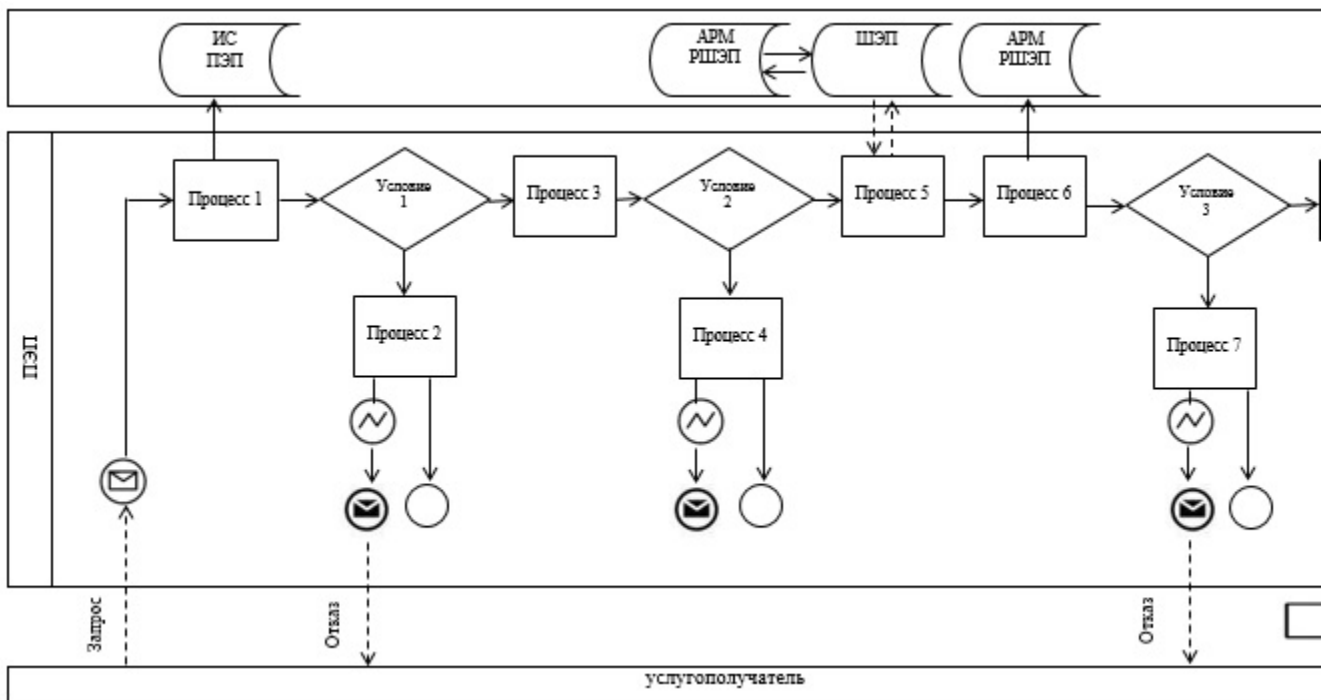 ИС
ПЭП
АРМ
РШЭП
ШЭП
АРМ
РШЭП
Процесс 1
Условие
1
Процесс 3
Условие
2
Процесс 5
Процесс 6
Условие
3
Процесс 2
Процесс 4
Процесс 7
ПЭП
Запрос
Отказ
Отказ
услугополучатель